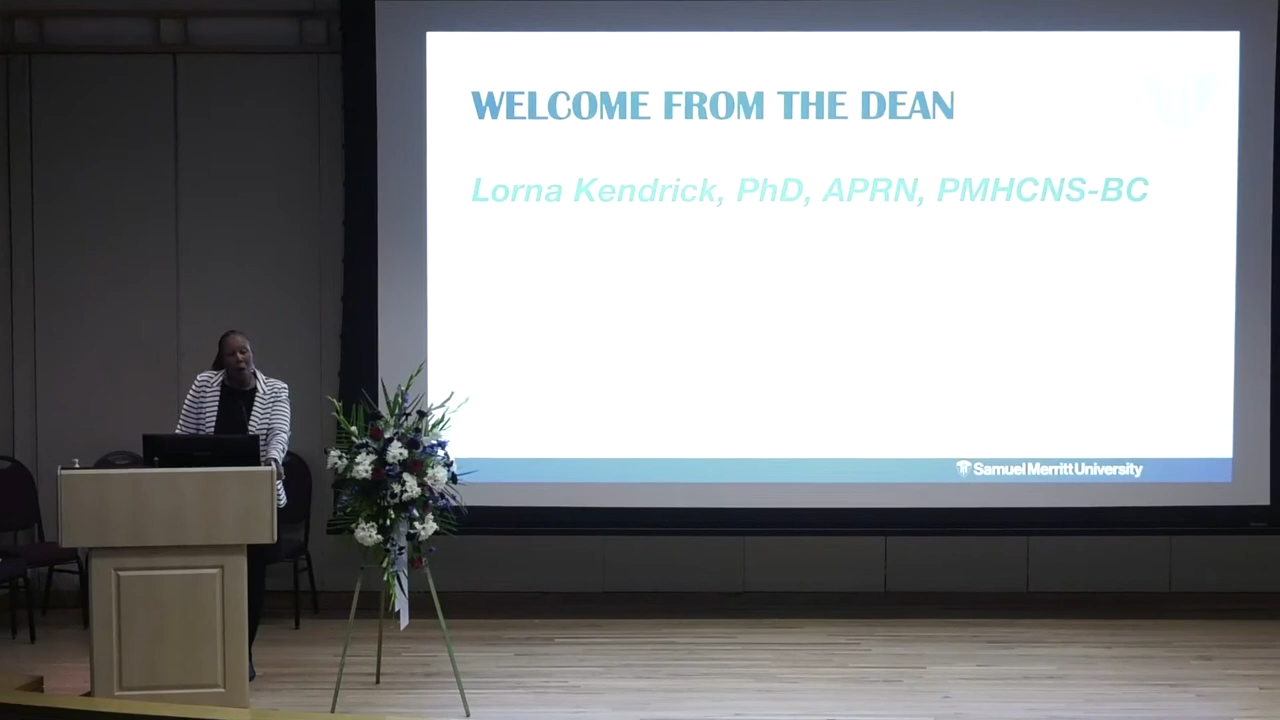 WELCOME FROM THE DEAN
Lorna Kendrick, PhD, APRN, PMHCNS-BC
Samuel Merritt University